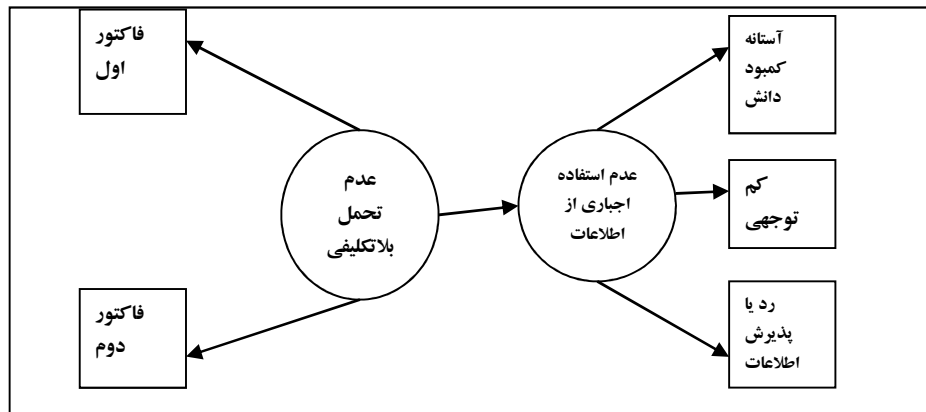 آستانه
کمبود
دانش
کم
توجهی
رد یا
پذیرش
اطلاعات
عدم استفاده
اجباری از
اطلاعات
عدم
تحمل
بلاتکلیفی
فاکتور
اول
فاکتور
دوم